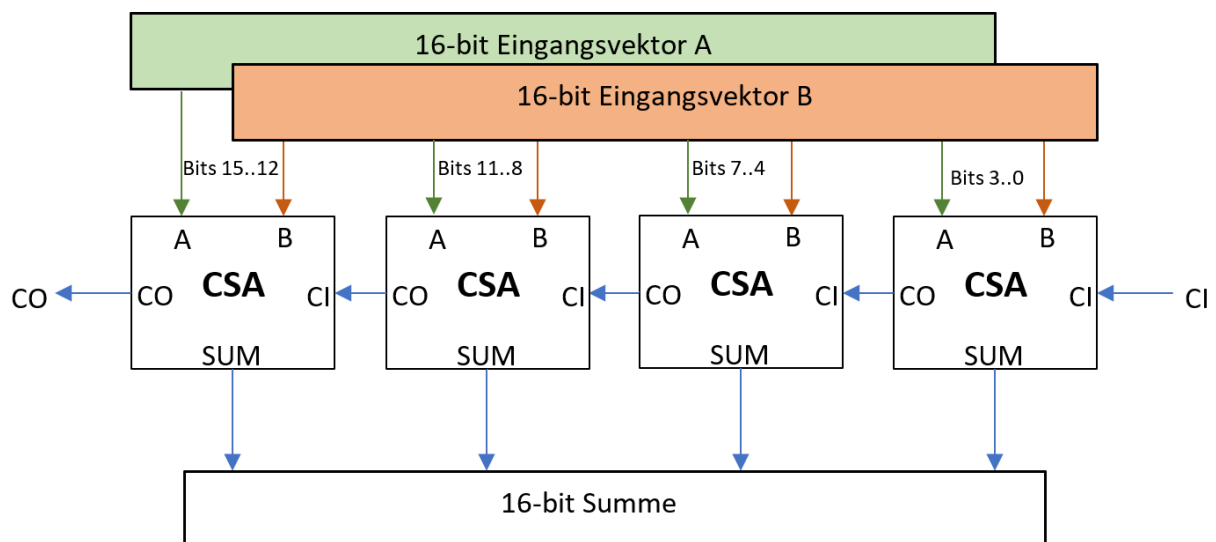 16-bit Eingangsvektor A
16-bit Eingangsvektor B
Bits 15..12
Bits 11..8
Bits 7..4
Bits 3..0
A B A B A B A B
CSA CSA CSA CSA
CO CO CI CO CI CO CI CO CI CI
SUM SUM SUM SUM
16-bit Summe